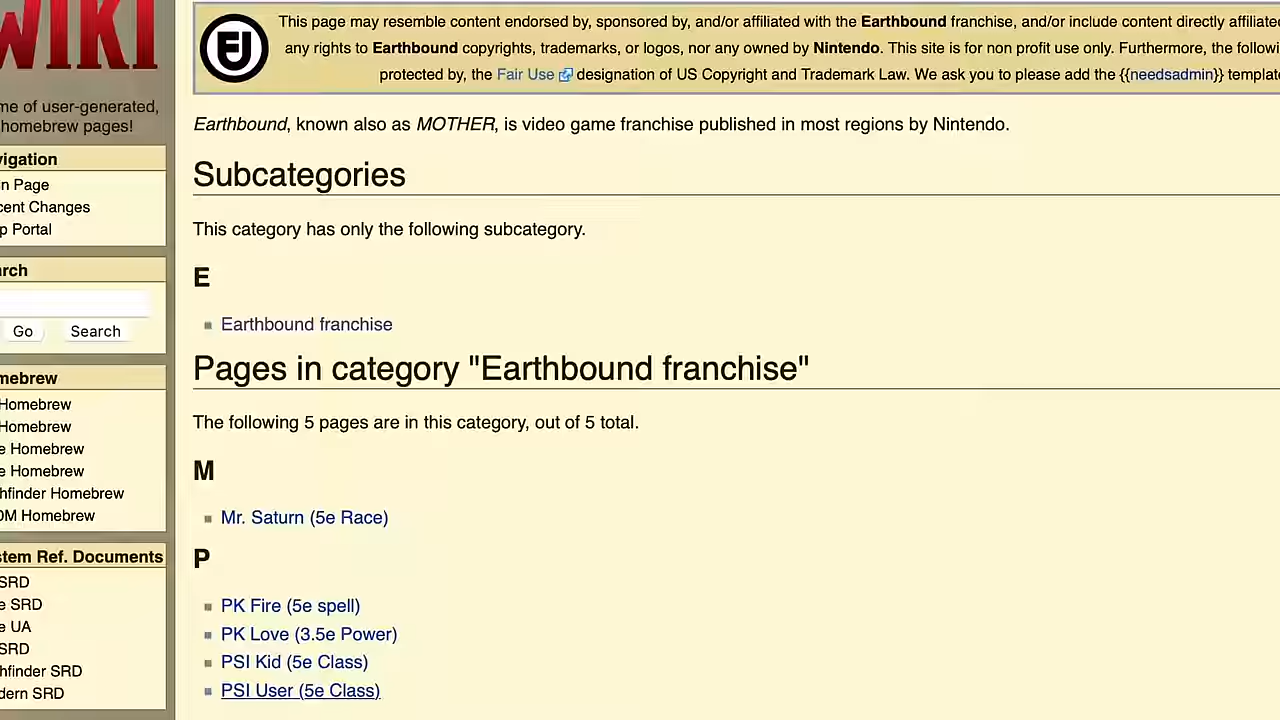 WIKI
me of user-generated,
homebrew pages!
vigation
n Page
cent Changes
p Portal
rch
Go Search
mebrew
Homebrew
Homebrew
e Homebrew
e Homebrew
hfinder Homebrew
OM Homebrew
stem Ref. Documents
SRD
e SRD
e UA
SRD
hfinder SRD
dern SRD
FU
This page may resemble content endorsed by, sponsored by, and/or affiliated with the Earthbound franchise, and/or include content directly affiliate
any rights to Earthbound copyrights, trademarks, or logos, nor any owned by Nintendo. This site is for non profit use only. Furthermore, the followi
protected by, the Fair Use designation of US Copyright and Trademark Law. We ask you to please add the {{needsadmin}} templat
Earthbound, known also as MOTHER, is video game franchise published in most regions by Nintendo.
Subcategories
This category has only the following subcategory.
E
Earthbound franchise
Pages in category "Earthbound franchise"
The following 5 pages are in this category, out of 5 total.
M
Mr. Saturn (5e Race)
P
PK Fire (5e spell)
PK Love (3.5e Power)
PSI Kid (5e Class)
PSI User (5e Class)